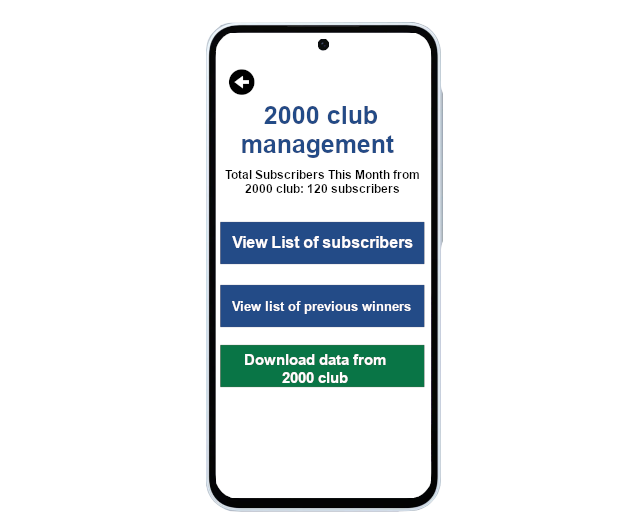 2000 club
management
Total Subscribers This Month from
2000 club: 120 subscribers
View List of subscribers
View list of previous winners
Download data from
2000 club